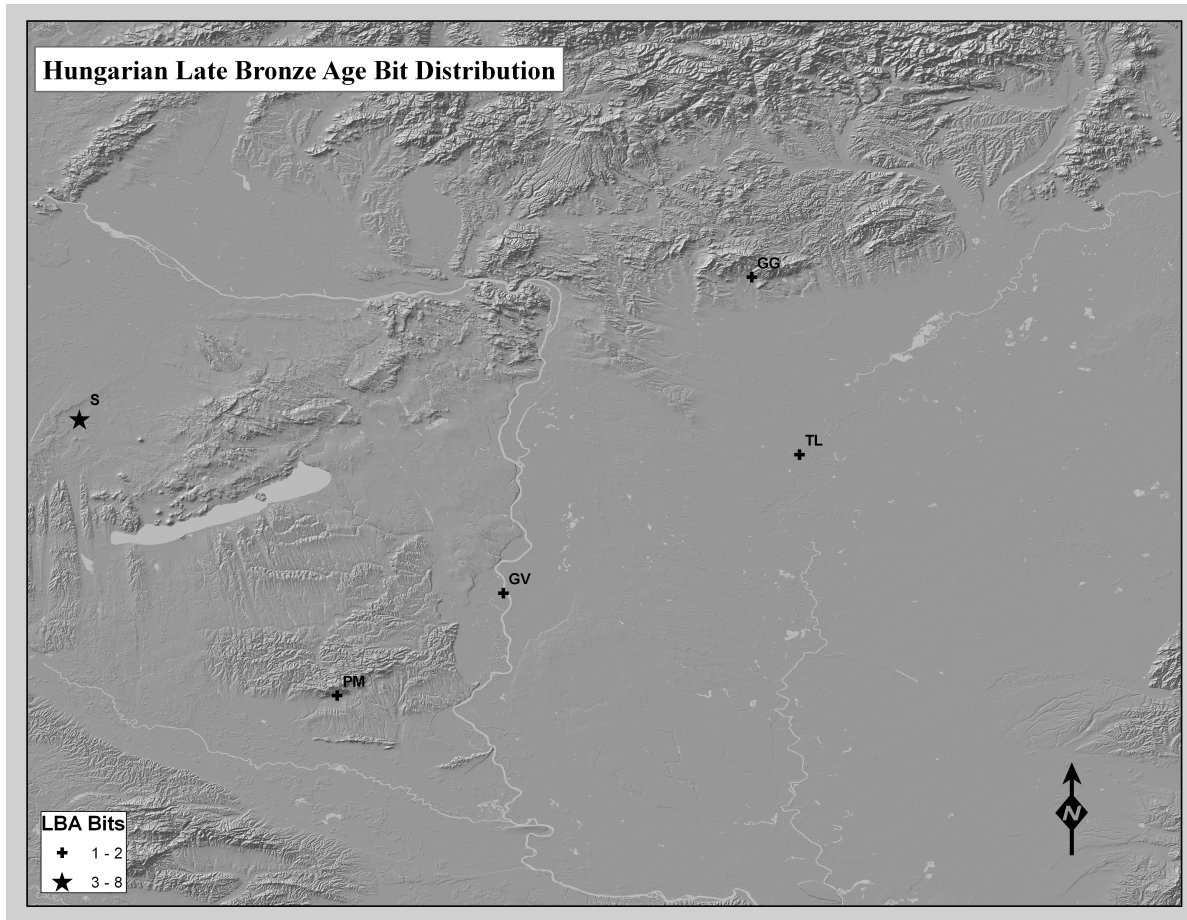 Hungarian Late Bronze Age Bit Distribution
GG
S
TL
GV
PM
N
LBA Bits
1 - 2
3 - 8